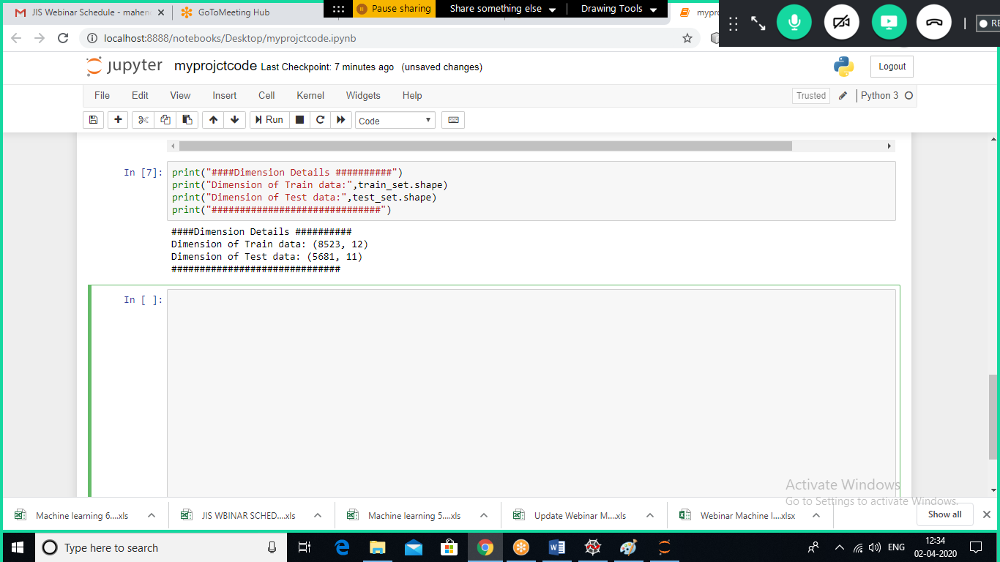 JIS Webinar Schedule - mahend
GoToMeeting Hub
Pause sharing
Share something else
Drawing Tools
myproj
localhost:8888/notebooks/Desktop/myprojctcode.ipynb
jupyter myprojctcode Last Checkpoint: 7 minutes ago (unsaved changes)
Logout
File Edit View Insert Cell Kernel Widgets Help
Trusted
Python 3
Run
Code
In [7]: print("####Dimension Details ##########")
print("Dimension of Train data:",train_set.shape)
print("Dimension of Test data:",test_set.shape)
print("##############################")
####Dimension Details ##########
Dimension of Train data: (8523, 12)
Dimension of Test data: (5681, 11)
##############################
In [ ]:
Activate Windows
Go to Settings to activate Windows.
Machine learning 6....xls
JIS WBINAR SCHED....xls
Machine learning 5....xls
Update Webinar M....xls
Webinar Machine l....xlsx
Show all
Type here to search
ENG
12:34
02-04-2020